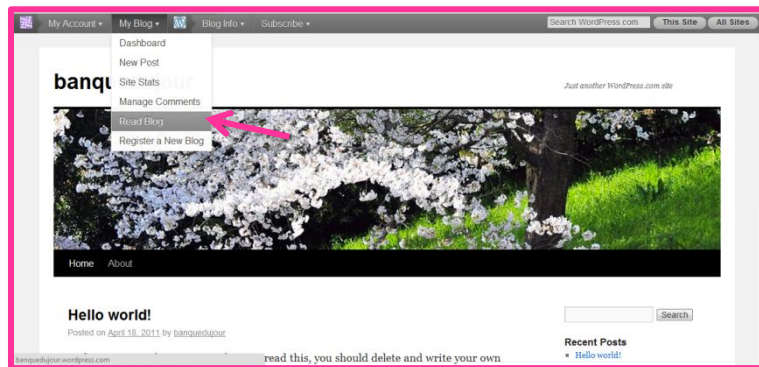 My Account ▾ My Blog ▾ Blog Info ▾ Subscribe ▾ Search WordPress.com This Site All Sites
Dashboard
New Post
Site Stats
Manage Comments
Read Blog
Register a New Blog
banquedujour
Just another WordPress.com site
Home About
Hello world!
Posted on April 18, 2011 by banquedujour
Search
Recent Posts
Hello world!
read this, you should delete and write your own
banquedujour.wordpress.com